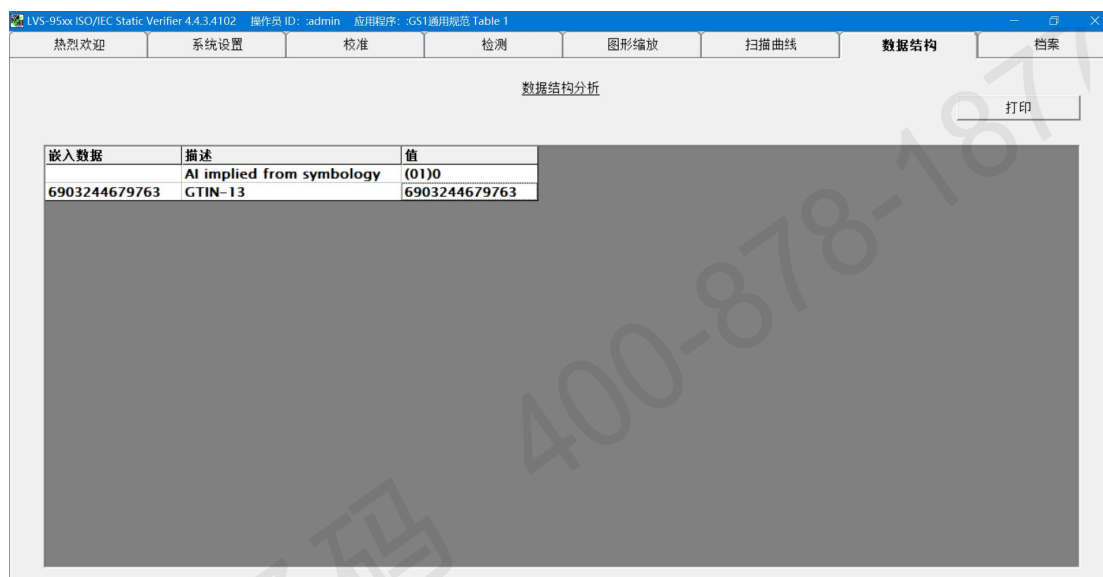 LVS-95xx ISO/IEC Static Verifier 4.4.3.4102 操作员 ID: :admin 应用程序: :GS1通用规范 Table 1
热烈欢迎 系统设置 校准 检测 图形缩放 扫描曲线 数据结构 档案
数据结构分析
打印
嵌入数据 描述 值
AI implied from symbology (01)0
6903244679763 GTIN-13 6903244679763
码 400-878-1877